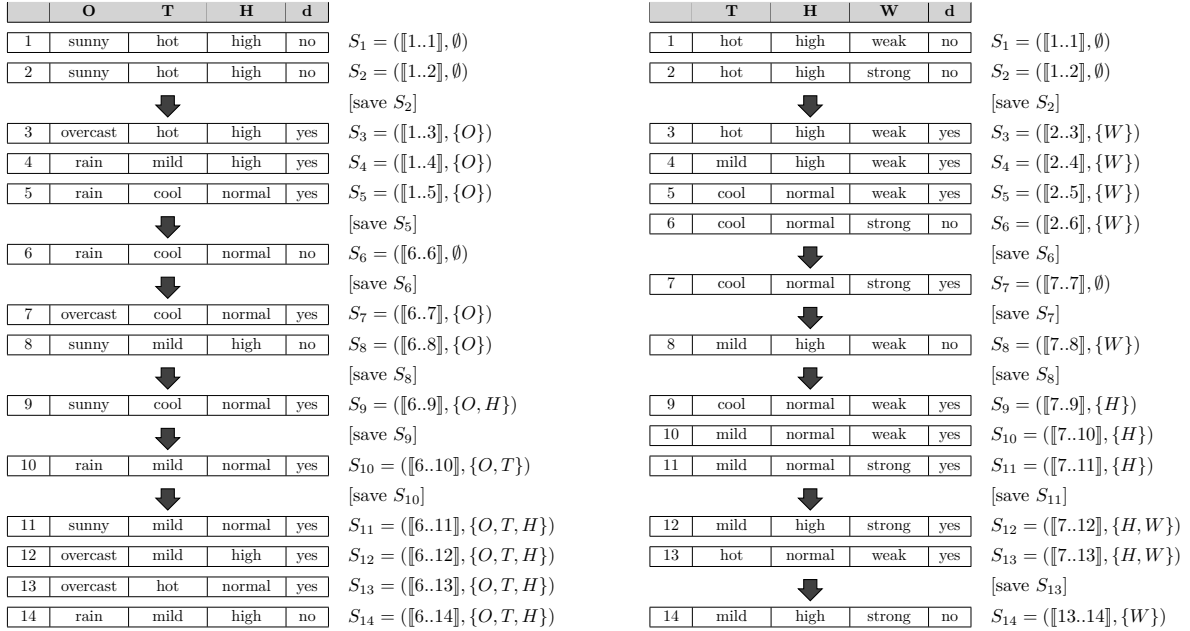 O T H d
1 sunny hot high no S₁ = (⟦1..1⟧, ∅)
2 sunny hot high no S₂ = (⟦1..2⟧, ∅)
[save S₂]
3 overcast hot high yes S₃ = (⟦1..3⟧, {O})
4 rain mild high yes S₄ = (⟦1..4⟧, {O})
5 rain cool normal yes S₅ = (⟦1..5⟧, {O})
[save S₅]
6 rain cool normal no S₆ = (⟦6..6⟧, ∅)
[save S₆]
7 overcast cool normal yes S₇ = (⟦6..7⟧, {O})
8 sunny mild high no S₈ = (⟦6..8⟧, {O})
[save S₈]
9 sunny cool normal yes S₉ = (⟦6..9⟧, {O, H})
[save S₉]
10 rain mild normal yes S₁₀ = (⟦6..10⟧, {O, T})
[save S₁₀]
11 sunny mild normal yes S₁₁ = (⟦6..11⟧, {O, T, H})
12 overcast mild high yes S₁₂ = (⟦6..12⟧, {O, T, H})
13 overcast hot normal yes S₁₃ = (⟦6..13⟧, {O, T, H})
14 rain mild high no S₁₄ = (⟦6..14⟧, {O, T, H})
T H W d
1 hot high weak no S₁ = (⟦1..1⟧, ∅)
2 hot high strong no S₂ = (⟦1..2⟧, ∅)
[save S₂]
3 hot high weak yes S₃ = (⟦2..3⟧, {W})
4 mild high weak yes S₄ = (⟦2..4⟧, {W})
5 cool normal weak yes S₅ = (⟦2..5⟧, {W})
6 cool normal strong no S₆ = (⟦2..6⟧, {W})
[save S₆]
7 cool normal strong yes S₇ = (⟦7..7⟧, ∅)
[save S₇]
8 mild high weak no S₈ = (⟦7..8⟧, {W})
[save S₈]
9 cool normal weak yes S₉ = (⟦7..9⟧, {H})
10 mild normal weak yes S₁₀ = (⟦7..10⟧, {H})
11 mild normal strong yes S₁₁ = (⟦7..11⟧, {H})
[save S₁₁]
12 mild high strong yes S₁₂ = (⟦7..12⟧, {H, W})
13 hot normal weak yes S₁₃ = (⟦7..13⟧, {H, W})
[save S₁₃]
14 mild high strong no S₁₄ = (⟦13..14⟧, {W})